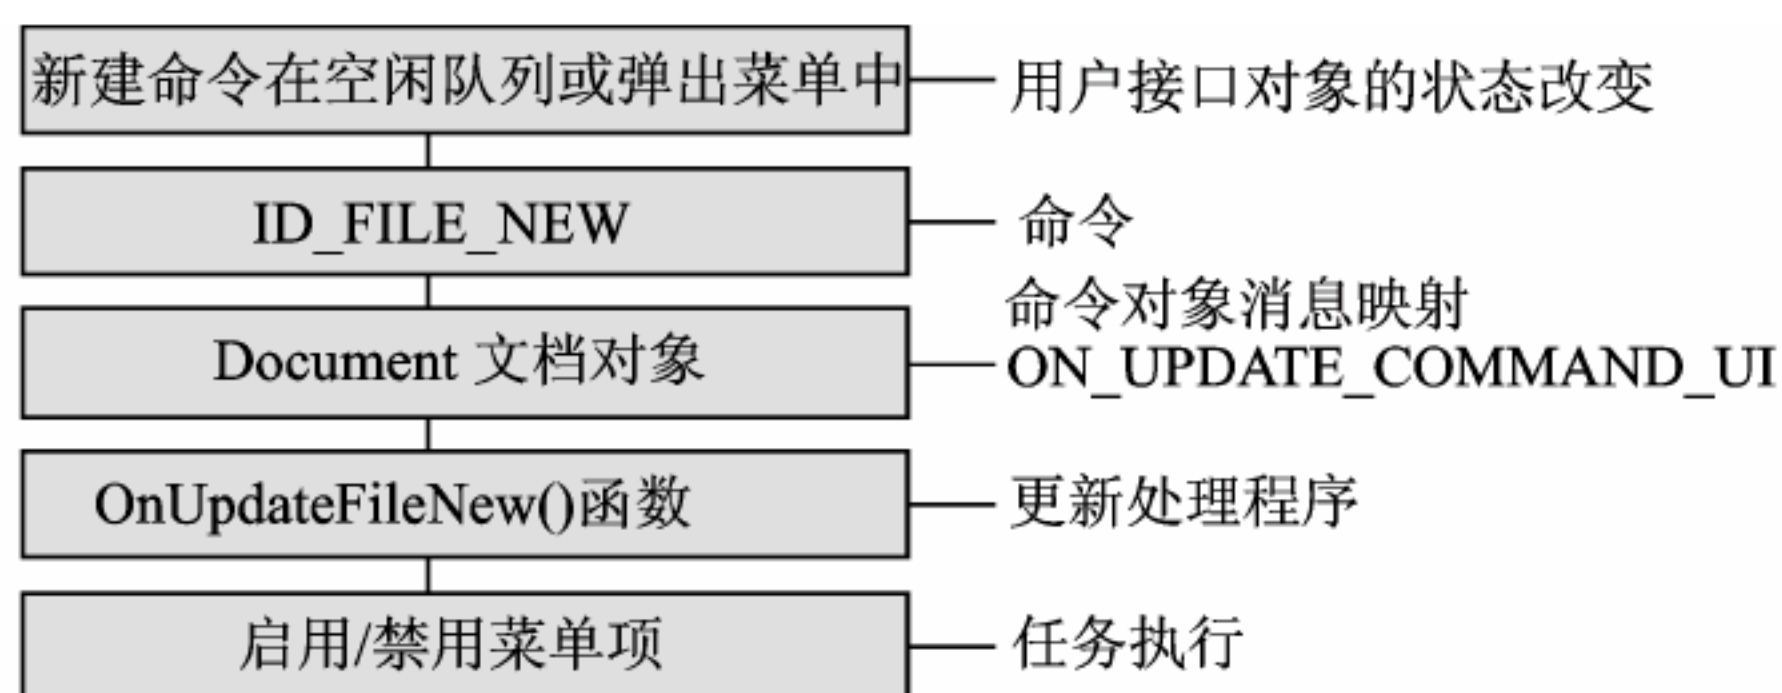 新建命令在空闲队列或弹出菜单中
用户接口对象的状态改变
ID_FILE_NEW
命令
命令对象消息映射
Document 文档对象
ON_UPDATE_COMMAND_UI
OnUpdateFileNew()函数
更新处理程序
启用/禁用菜单项
任务执行